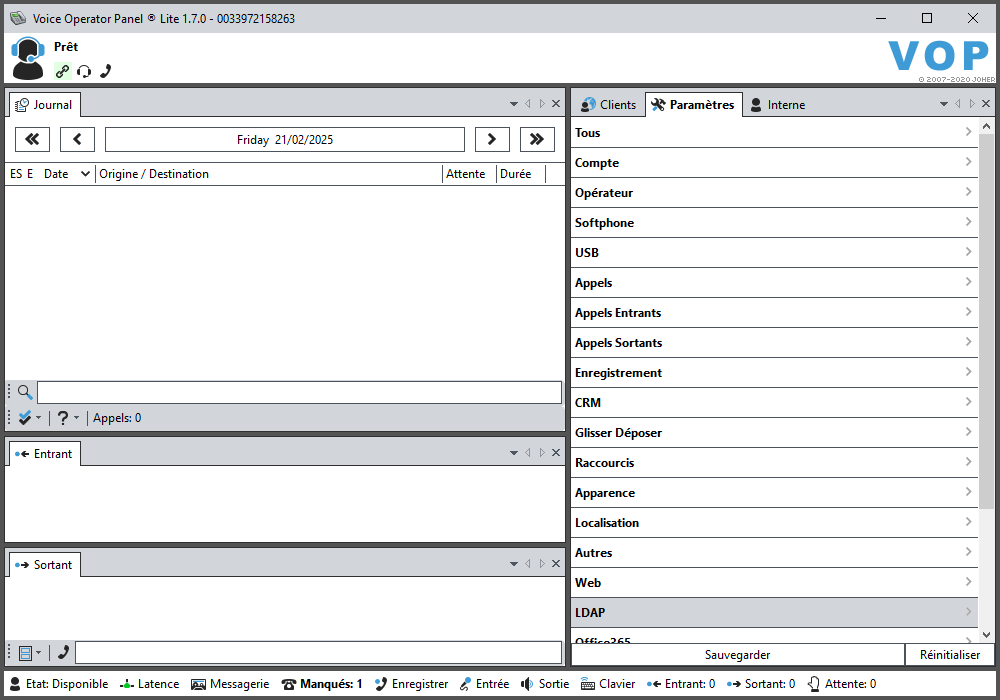 Voice Operator Panel ® Lite 1.7.0 - 0033972158263
Prêt
VOP
© 2007-2020 JOHER
Journal
Friday 21/02/2025
ES E Date Origine / Destination Attente Durée
? Appels: 0
Entrant
Sortant
Clients Paramètres Interne
Tous
Compte
Opérateur
Softphone
USB
Appels
Appels Entrants
Appels Sortants
Enregistrement
CRM
Glisser Déposer
Raccourcis
Apparence
Localisation
Autres
Web
LDAP
Office365
Sauvegarder Réinitialiser
Etat: Disponible Latence Messagerie Manqués: 1 Enregistrer Entrée Sortie Clavier Entrant: 0 Sortant: 0 Attente: 0